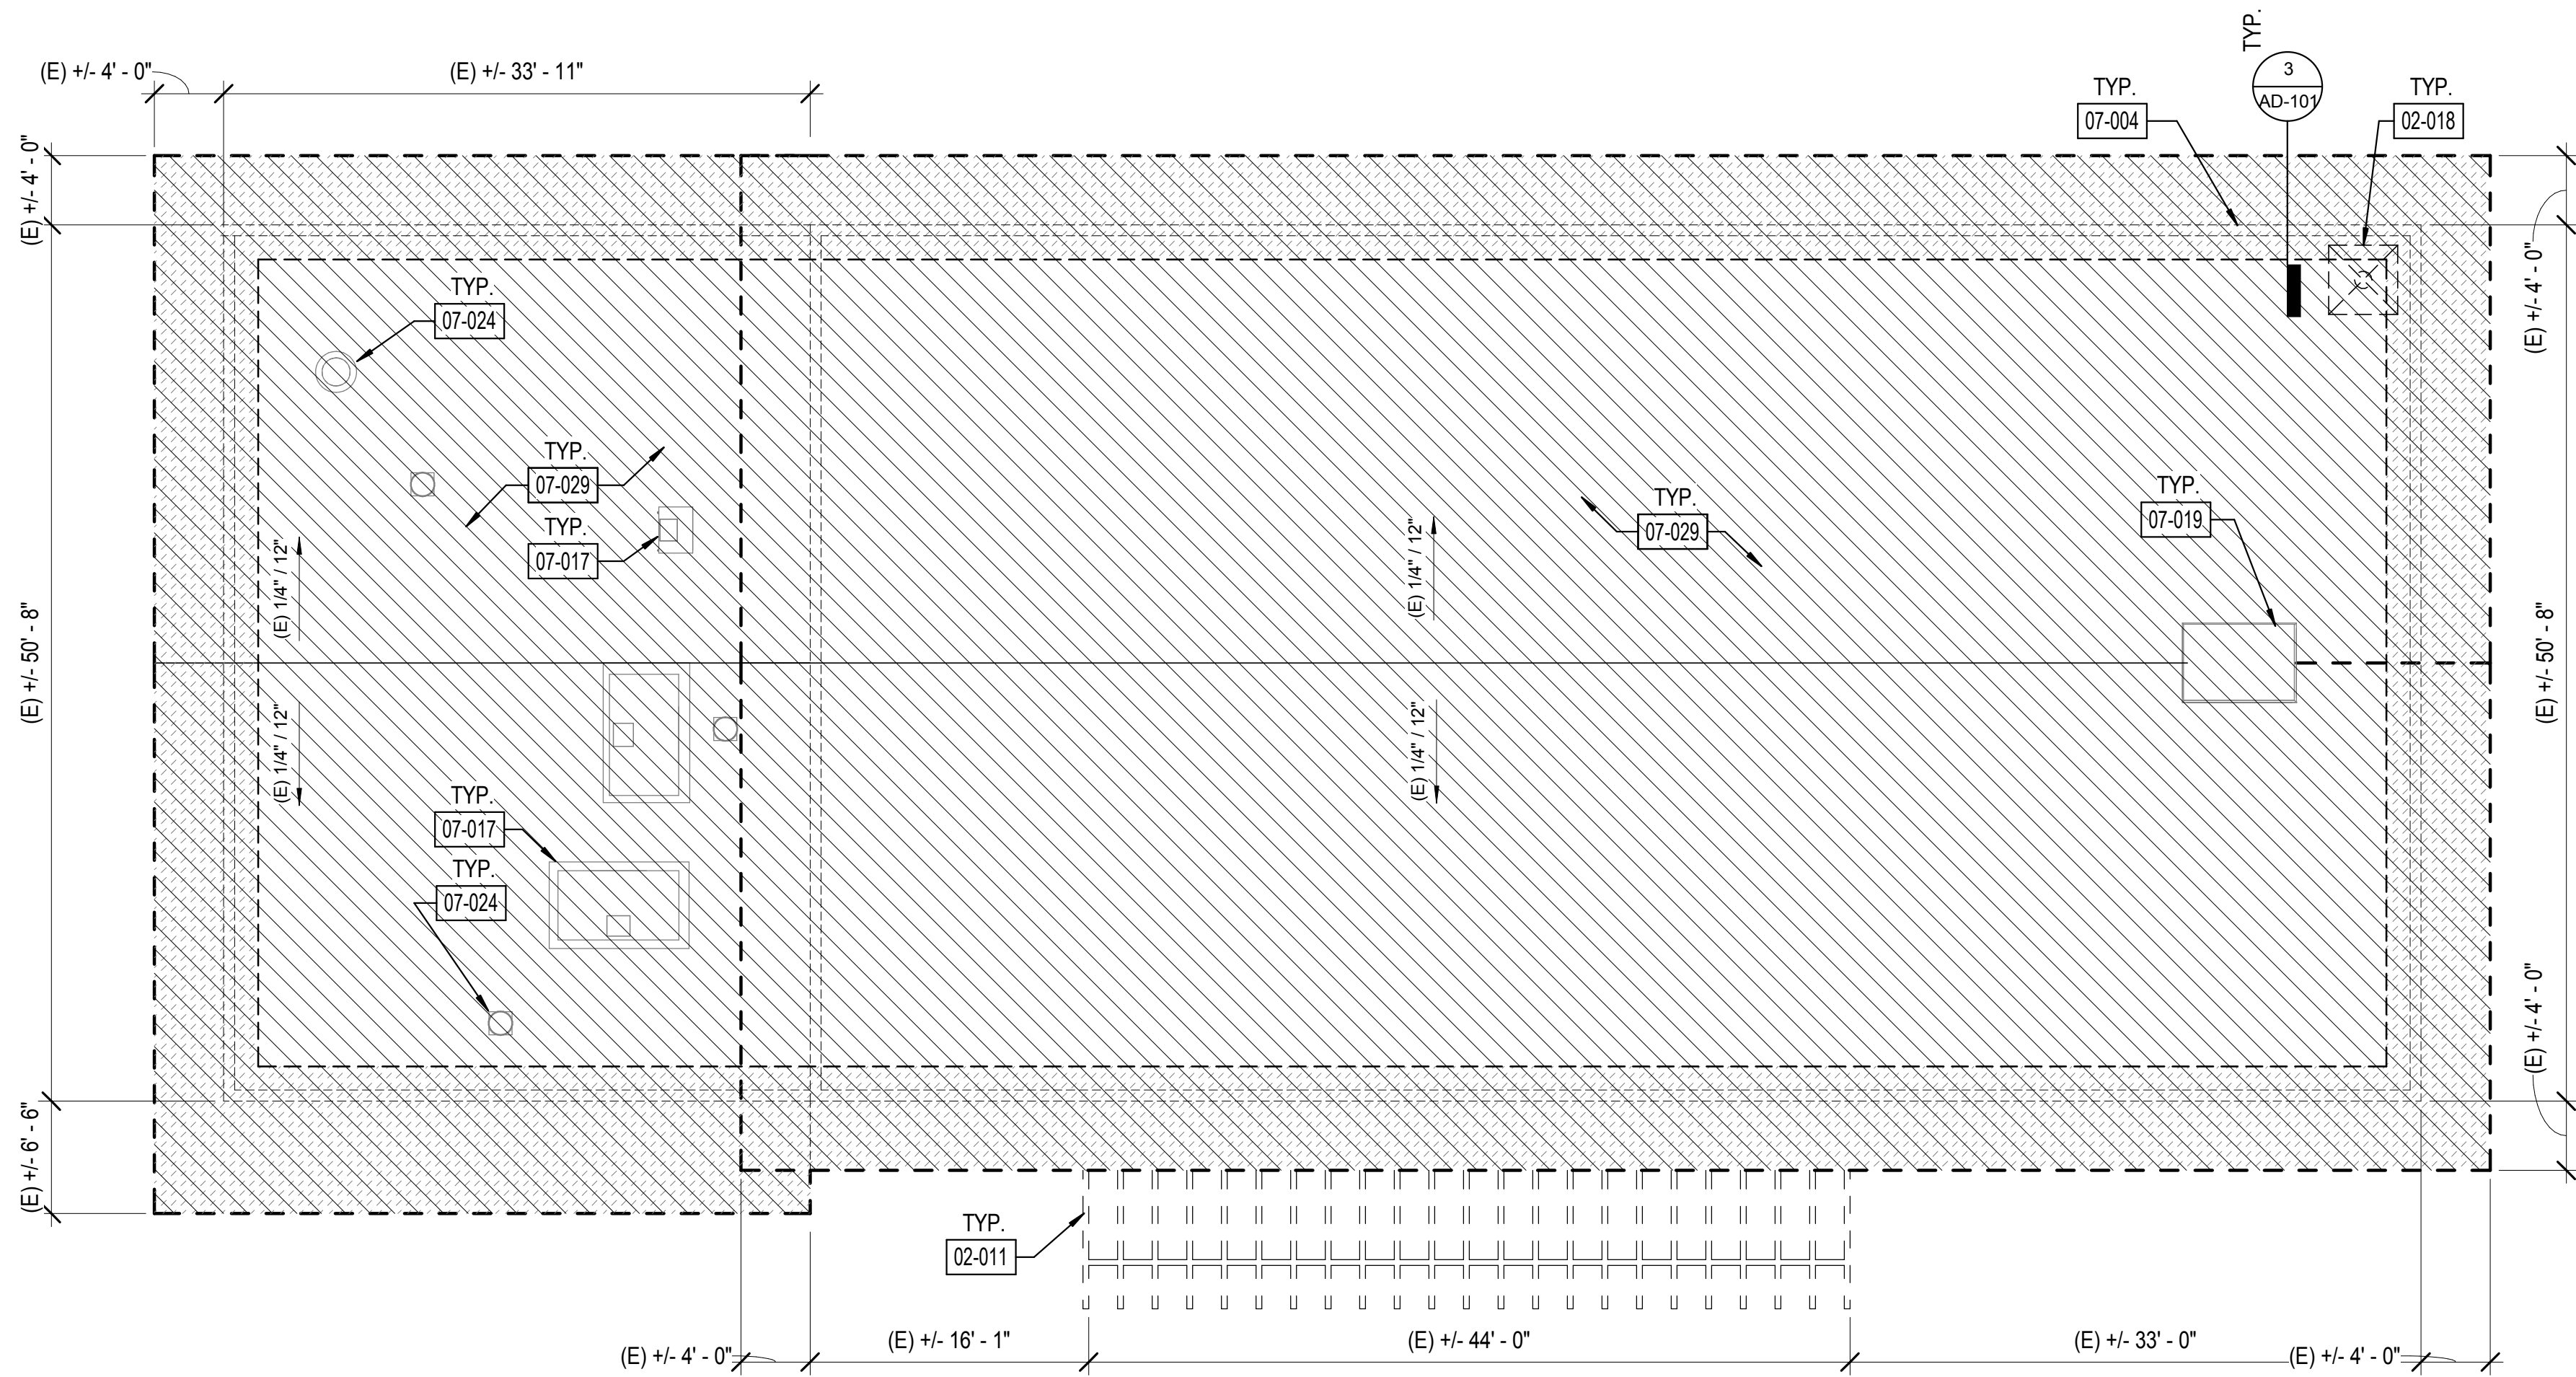 TYP.
3
AD-101
(E) +/- 4' - 0"
(E) +/- 33' - 11"
TYP.
07-004
TYP.
02-018
(E) +/- 4' - 0"
(E) +/- 4' - 0"
TYP.
07-024
TYP.
07-029
TYP.
07-017
(E) 1/4" / 12"
(E) 1/4" / 12"
TYP.
07-029
TYP.
07-019
(E) +/- 50' - 8"
(E) +/- 50' - 8"
(E) 1/4" / 12"
(E) 1/4" / 12"
TYP.
07-017
TYP.
07-024
(E) +/- 4' - 0"
(E) +/- 6' - 6"
TYP.
02-011
(E) +/- 4' - 0"
(E) +/- 16' - 1"
(E) +/- 44' - 0"
(E) +/- 33' - 0"
(E) +/- 4' - 0"